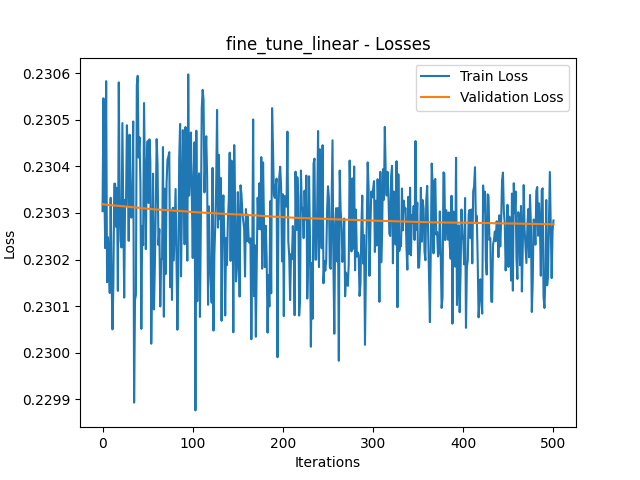 fine_tune_linear - Losses
Train Loss
Validation Loss
Loss
0.2306
0.2305
0.2304
0.2303
0.2302
0.2301
0.2300
0.2299
0 100 200 300 400 500
Iterations